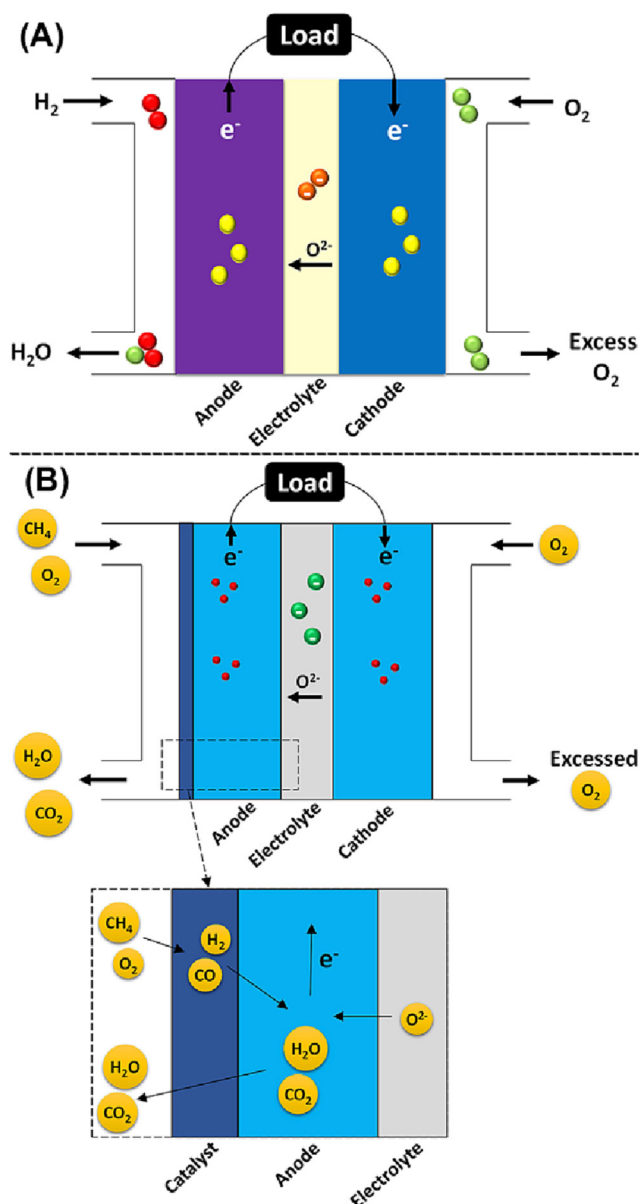 (A)
Load
H₂
e⁻
e⁻
O₂
O²⁻
H₂O
Excess
O₂
Anode
Electrolyte
Cathode
(B)
Load
CH₄
O₂
e⁻
e⁻
O₂
O²⁻
H₂O
CO₂
Excessed
O₂
Anode
Electrolyte
Cathode
CH₄
O₂
H₂
CO
e⁻
O²⁻
H₂O
CO₂
H₂O
CO₂
Catalyst
Anode
Electrolyte